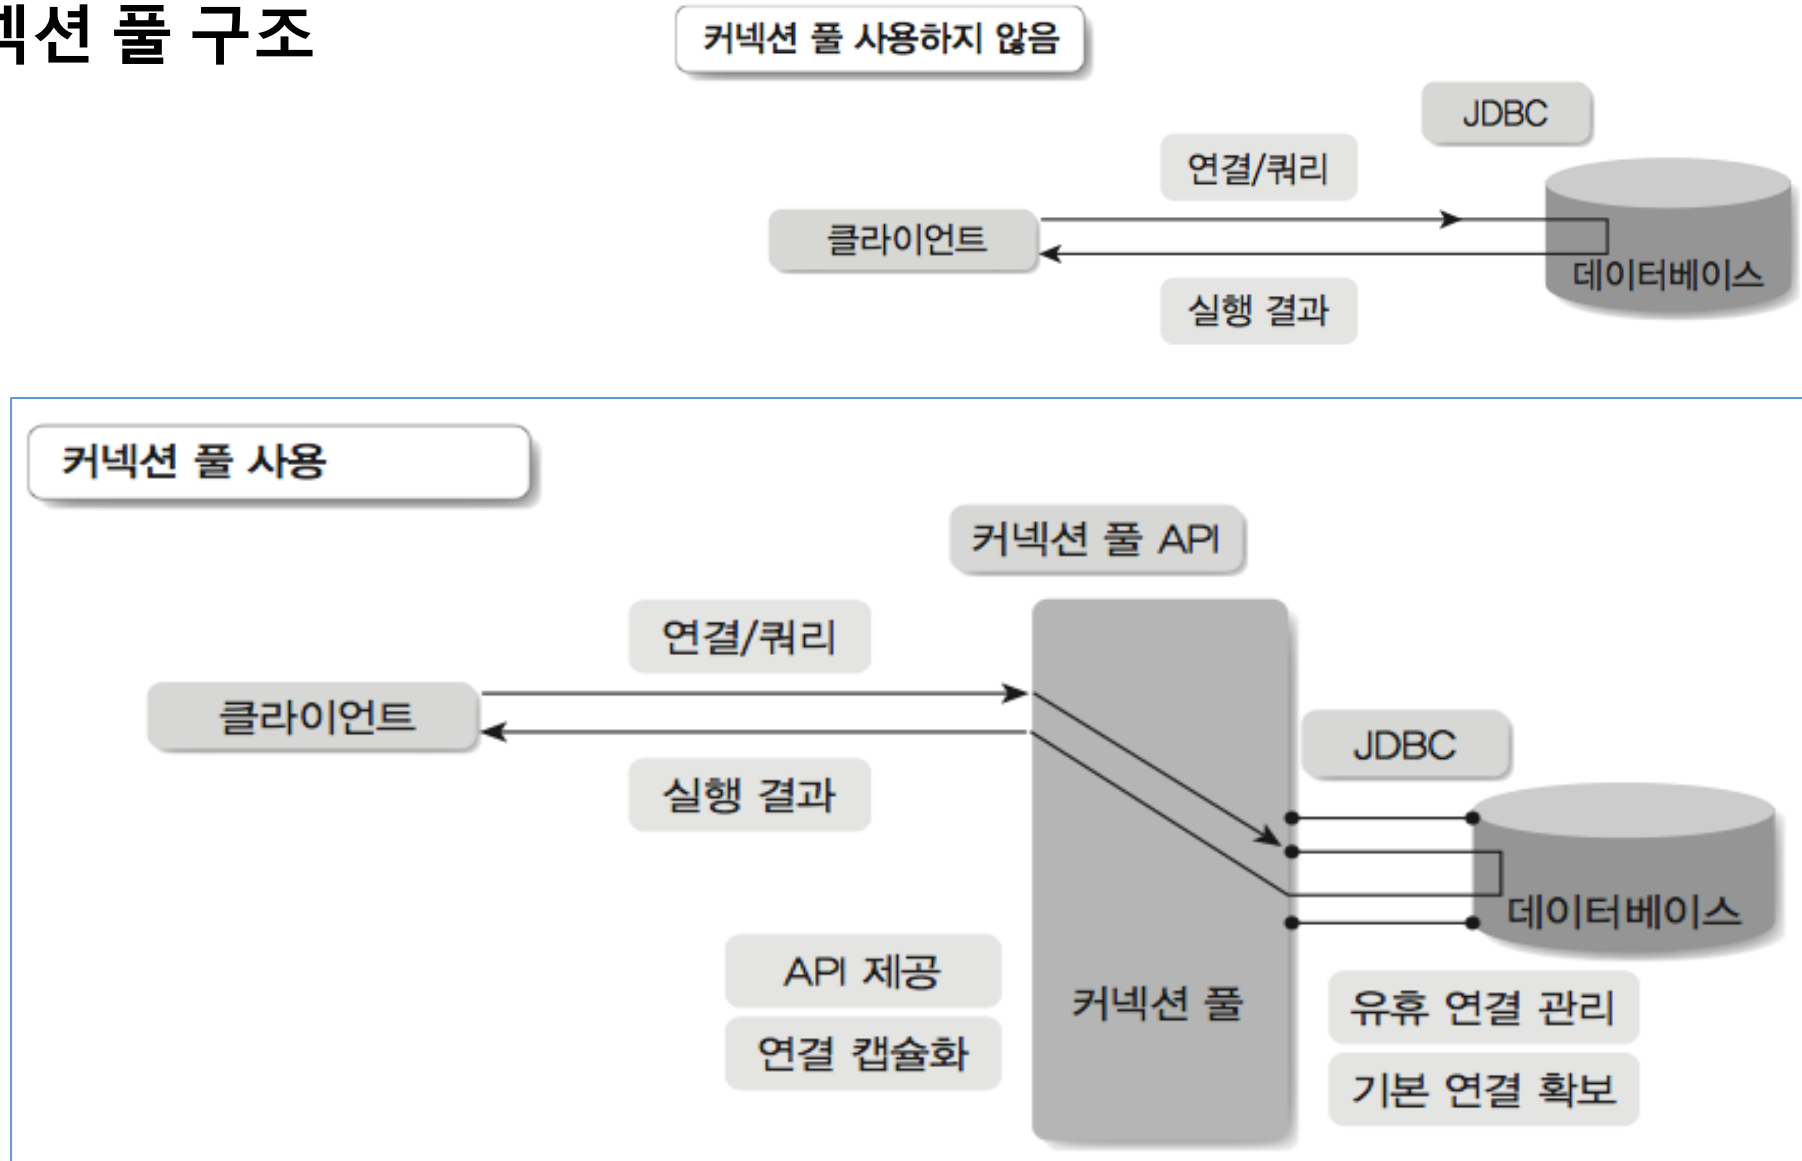 넥션 풀 구조
커넥션 풀 사용하지 않음
JDBC
연결/쿼리
클라이언트
데이터베이스
실행 결과
커넥션 풀 사용
커넥션 풀 API
연결/쿼리
클라이언트
JDBC
실행 결과
데이터베이스
API 제공
커넥션 풀
유휴 연결 관리
연결 캡슐화
기본 연결 확보